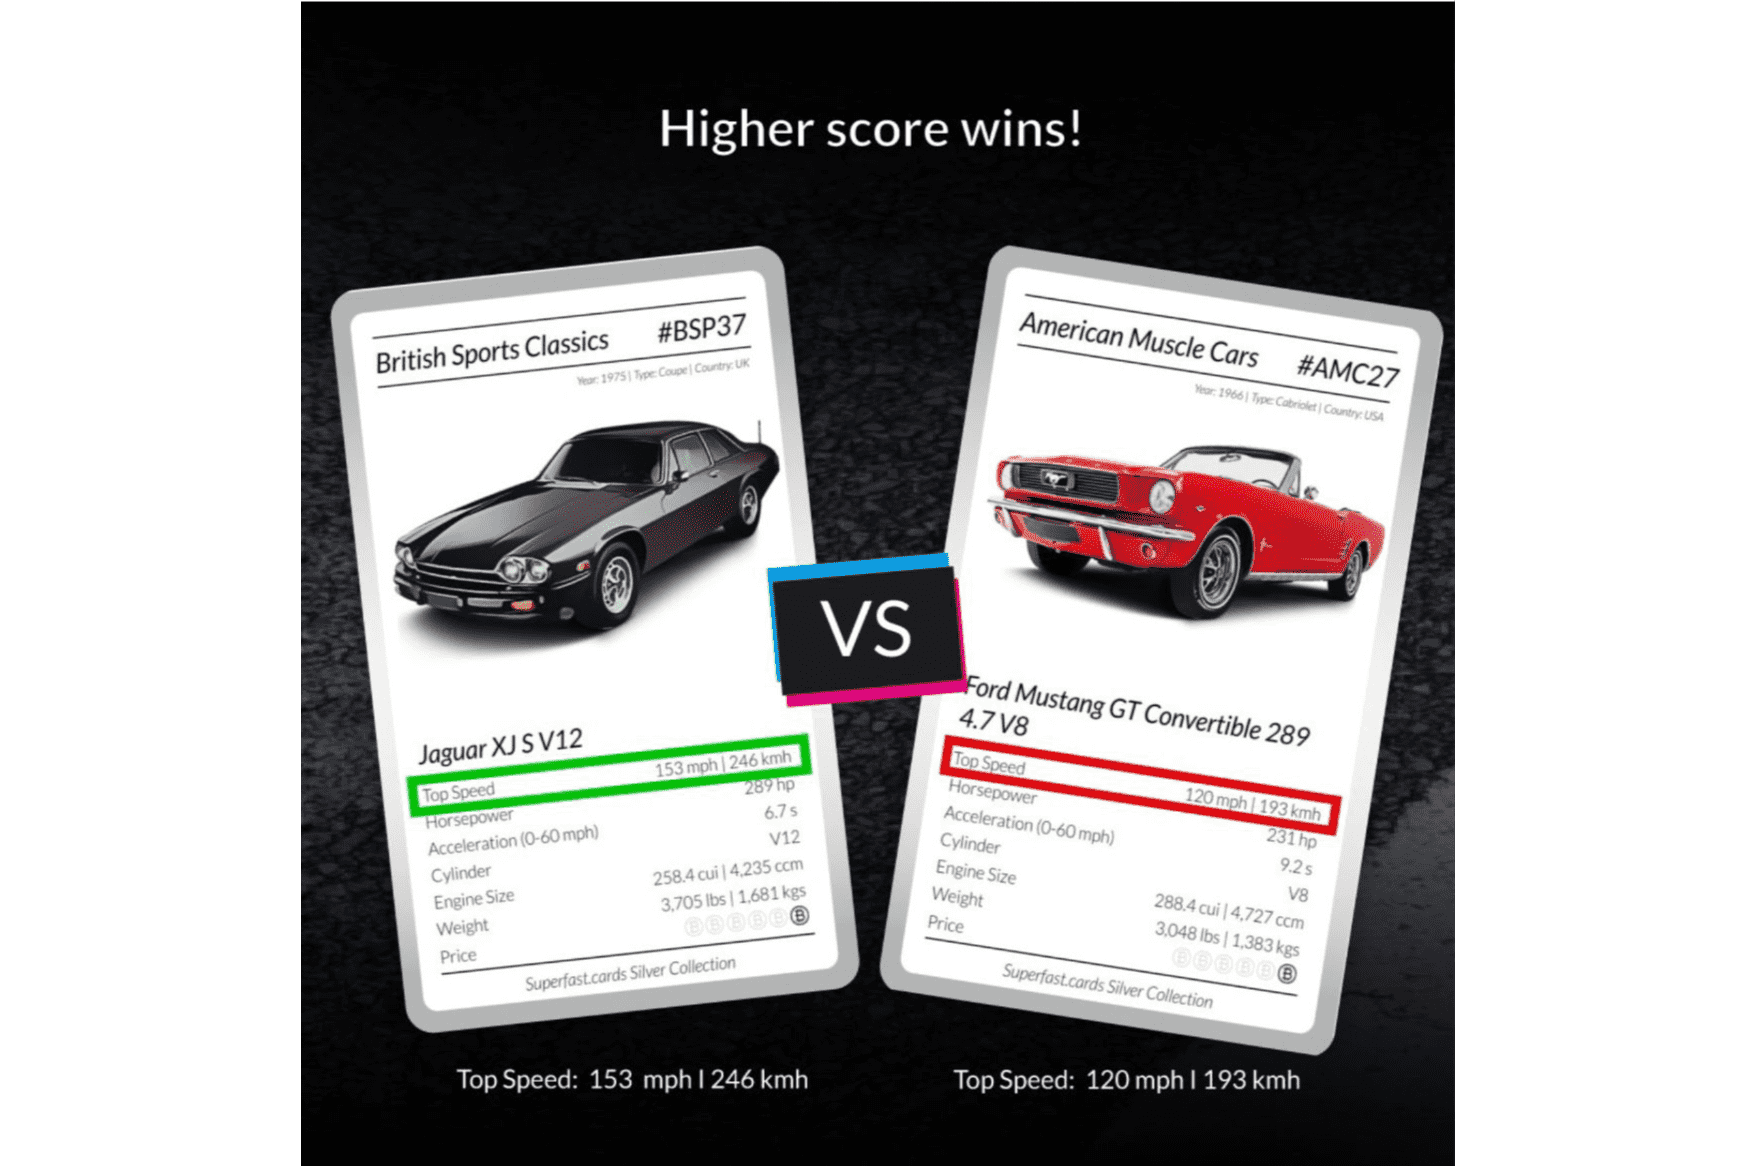 Higher score wins!
British Sports Classics #BSP37
Year: 1975 | Type: Coupe | Country: UK
Jaguar XJ S V12
Top Speed 153 mph | 246 kmh
Horsepower 289 hp
Acceleration (0-60 mph) 6.7 s
Cylinder V12
Engine Size 258.4 cui | 4,235 ccm
Weight 3,705 lbs | 1,681 kgs
Price
Superfast.cards Silver Collection
VS
American Muscle Cars #AMC27
Year: 1966 | Type: Cabriolet | Country: USA
Ford Mustang GT Convertible 289
4.7 V8
Top Speed 120 mph | 193 kmh
Horsepower 231 hp
Acceleration (0-60 mph) 9.2 s
Cylinder V8
Engine Size 288.4 cui | 4,727 ccm
Weight 3,048 lbs | 1,383 kgs
Price
Superfast.cards Silver Collection
Top Speed: 153 mph I 246 kmh
Top Speed: 120 mph I 193 kmh